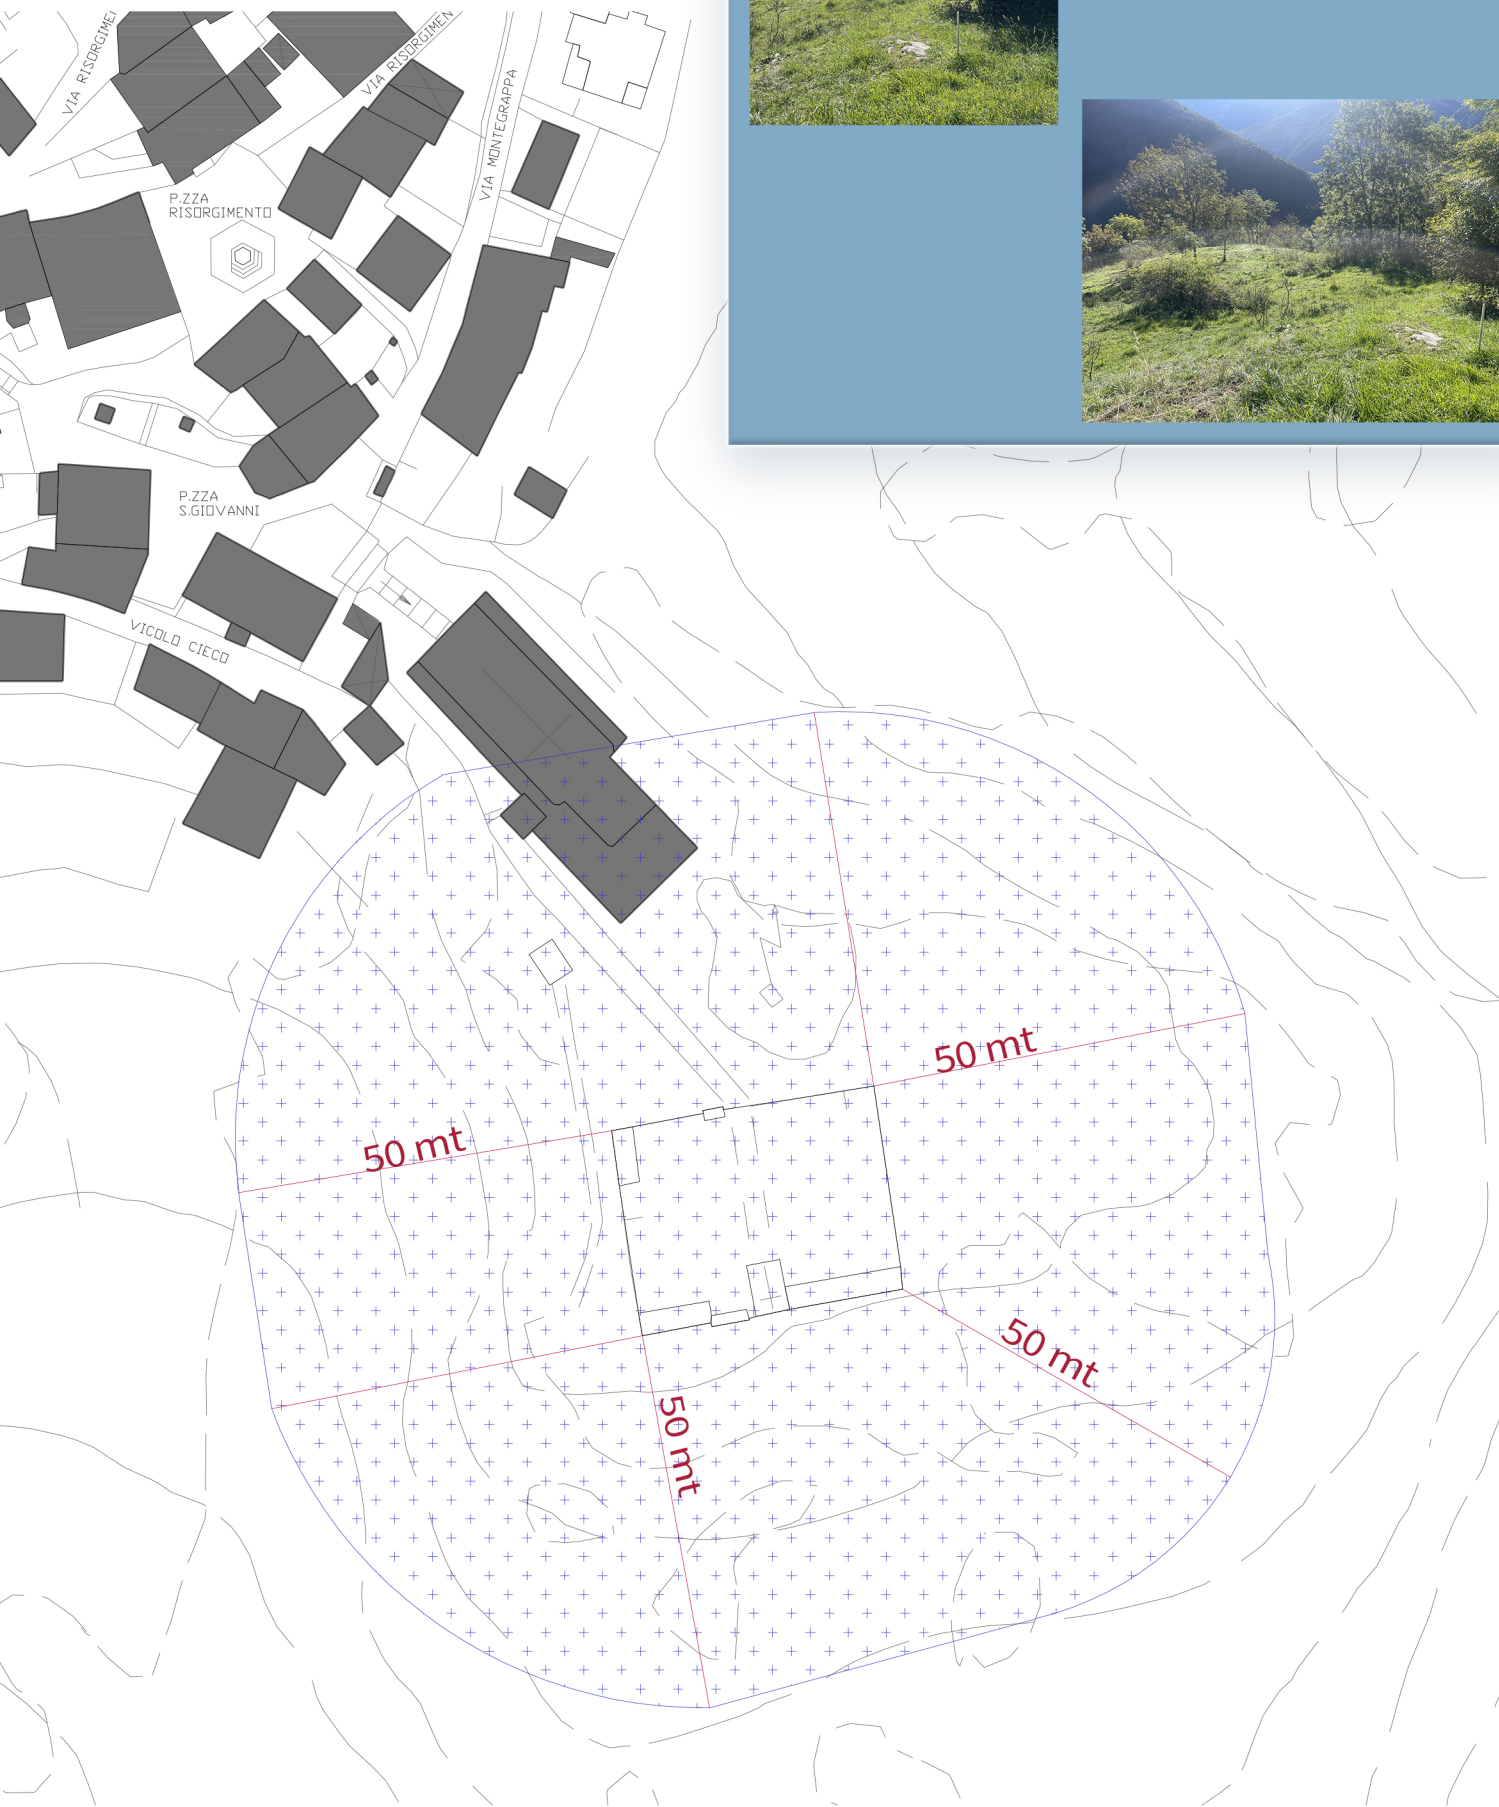 VIA RISORGIME
VIA RISORGIMEN
VIA MONTEGRAPPA
P.ZZA
RISORGIMENTO
P.ZZA
S.GIOVANNI
VICOLO CIECO
50 mt
50 mt
50 mt
50 mt